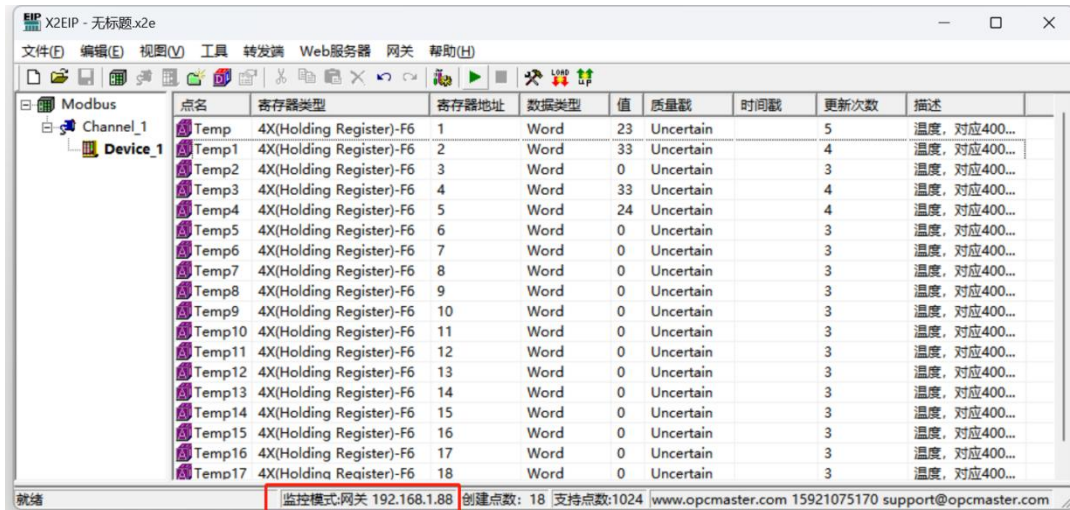 EIP X2EIP - 无标题.x2e
文件(F) 编辑(E) 视图(V) 工具 转发端 Web服务器 网关 帮助(H)
LOAD UP
Modbus
Channel_1
Device_1
点名 寄存器类型 寄存器地址 数据类型 值 质量戳 时间戳 更新次数 描述
Temp 4X(Holding Register)-F6 1 Word 23 Uncertain 5 温度，对应400...
Temp1 4X(Holding Register)-F6 2 Word 33 Uncertain 4 温度，对应400...
Temp2 4X(Holding Register)-F6 3 Word 0 Uncertain 3 温度，对应400...
Temp3 4X(Holding Register)-F6 4 Word 33 Uncertain 4 温度，对应400...
Temp4 4X(Holding Register)-F6 5 Word 24 Uncertain 4 温度，对应400...
Temp5 4X(Holding Register)-F6 6 Word 0 Uncertain 3 温度，对应400...
Temp6 4X(Holding Register)-F6 7 Word 0 Uncertain 3 温度，对应400...
Temp7 4X(Holding Register)-F6 8 Word 0 Uncertain 3 温度，对应400...
Temp8 4X(Holding Register)-F6 9 Word 0 Uncertain 3 温度，对应400...
Temp9 4X(Holding Register)-F6 10 Word 0 Uncertain 3 温度，对应400...
Temp10 4X(Holding Register)-F6 11 Word 0 Uncertain 3 温度，对应400...
Temp11 4X(Holding Register)-F6 12 Word 0 Uncertain 3 温度，对应400...
Temp12 4X(Holding Register)-F6 13 Word 0 Uncertain 3 温度，对应400...
Temp13 4X(Holding Register)-F6 14 Word 0 Uncertain 3 温度，对应400...
Temp14 4X(Holding Register)-F6 15 Word 0 Uncertain 3 温度，对应400...
Temp15 4X(Holding Register)-F6 16 Word 0 Uncertain 3 温度，对应400...
Temp16 4X(Holding Register)-F6 17 Word 0 Uncertain 3 温度，对应400...
Temp17 4X(Holding Register)-F6 18 Word 0 Uncertain 3 温度，对应400...
就绪 监控模式:网关 192.168.1.88 创建点数: 18 支持点数:1024 www.opcmaster.com 15921075170 support@opcmaster.com